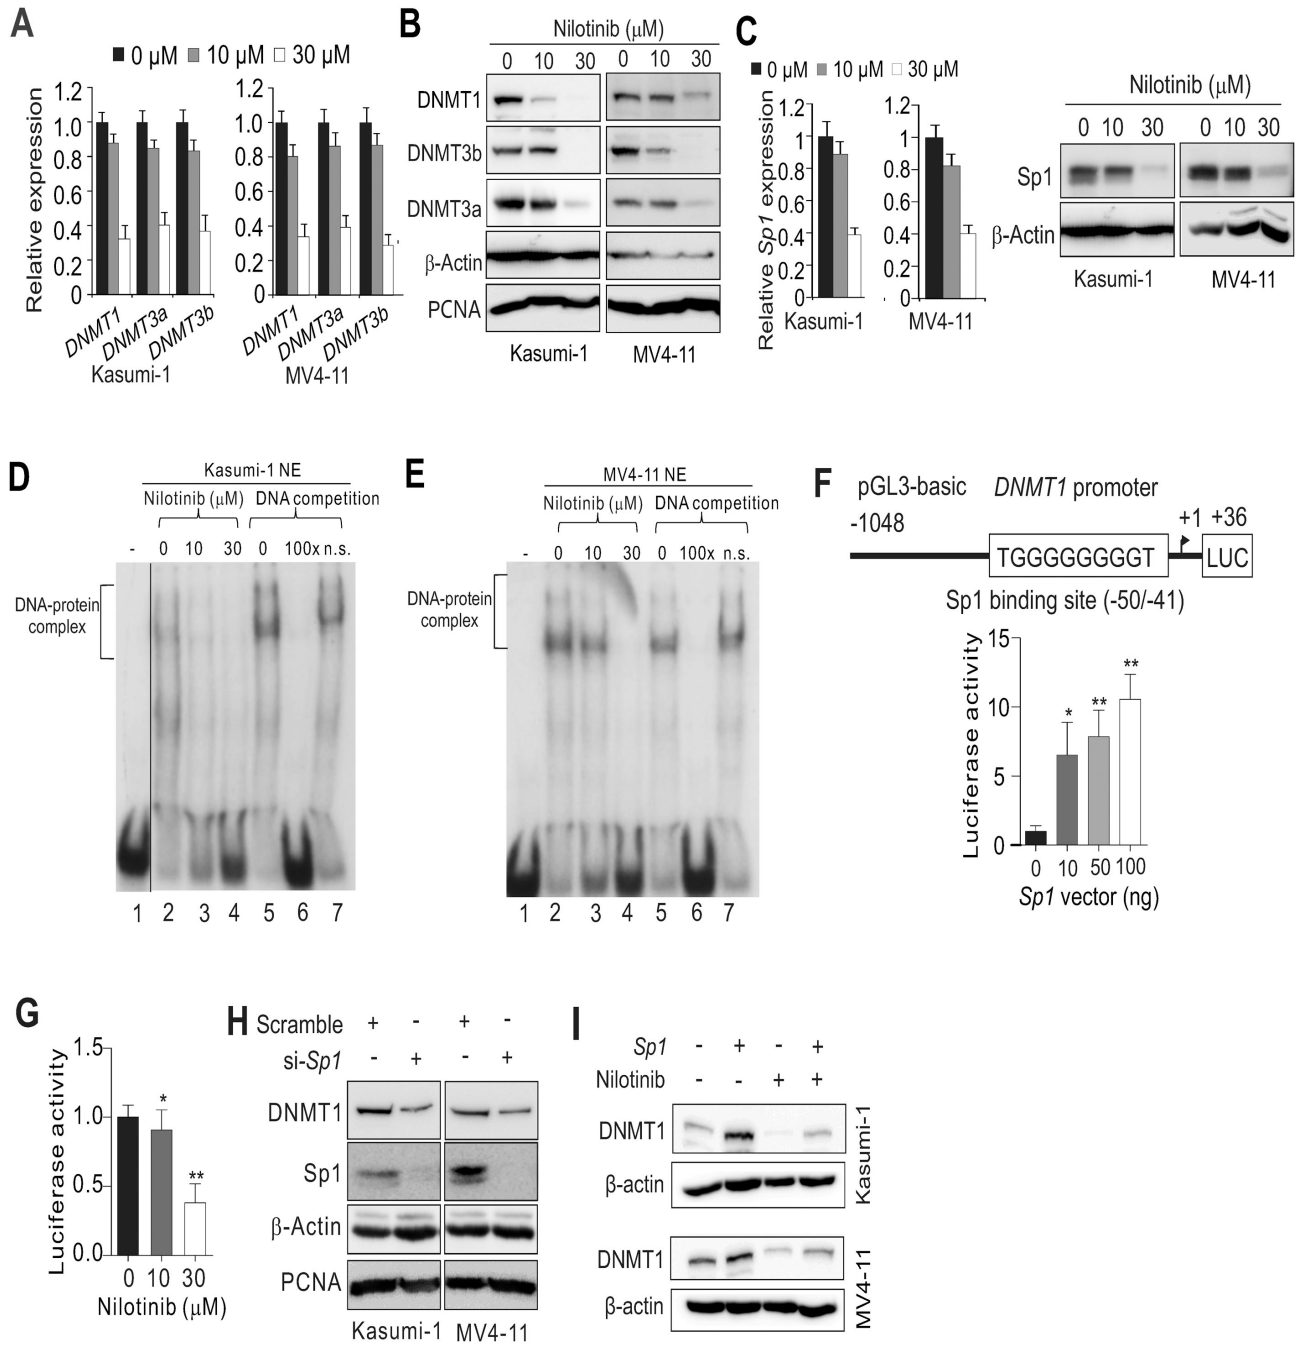 A
0 μM 10 μM 30 μM
Relative expression
1.2 1.2
1.0 1.0
0.8 0.8
0.6 0.6
0.4 0.4
0.2 0.2
0 0
DNMT1 DNMT3a DNMT3b DNMT1 DNMT3a DNMT3b
Kasumi-1 MV4-11
B
Nilotinib (μM)
0 10 30 0 10 30
DNMT1
DNMT3b
DNMT3a
β-Actin
PCNA
Kasumi-1 MV4-11
C
0 μM 10 μM 30 μM
Relative Sp1 expression
1.2 1.2
1.0 1.0
0.8 0.8
0.6 0.6
0.4 0.4
0.2 0.2
0 0
Kasumi-1 MV4-11
Nilotinib (μM)
0 10 30 0 10 30
Sp1
β-Actin
Kasumi-1 MV4-11
D
Kasumi-1 NE
Nilotinib (μM) DNA competition
- 0 10 30 0 100x n.s.
DNA-protein
complex
1 2 3 4 5 6 7
E
MV4-11 NE
Nilotinib (μM) DNA competition
- 0 10 30 0 100x n.s.
DNA-protein
complex
1 2 3 4 5 6 7
F
pGL3-basic DNMT1 promoter
-1048 +1 +36
TGGGGGGGGT LUC
Sp1 binding site (-50/-41)
Luciferase activity
15
10
5
0
* ** **
0 10 50 100
Sp1 vector (ng)
G
Luciferase activity
1.5
1.0
0.5
0.0
* **
0 10 30
Nilotinib (μM)
H
Scramble + - + -
si-Sp1 - + - +
DNMT1
Sp1
β-Actin
PCNA
Kasumi-1 MV4-11
I
Sp1 - + - +
Nilotinib - - + +
DNMT1
β-actin
Kasumi-1
DNMT1
β-actin
MV4-11